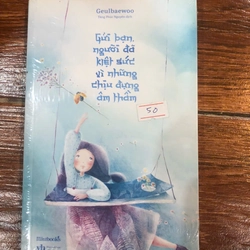 Geulbaewoo
Gửi bạn,
người đã
kiệt sức
vì những
chịu đựng
âm thầm
50